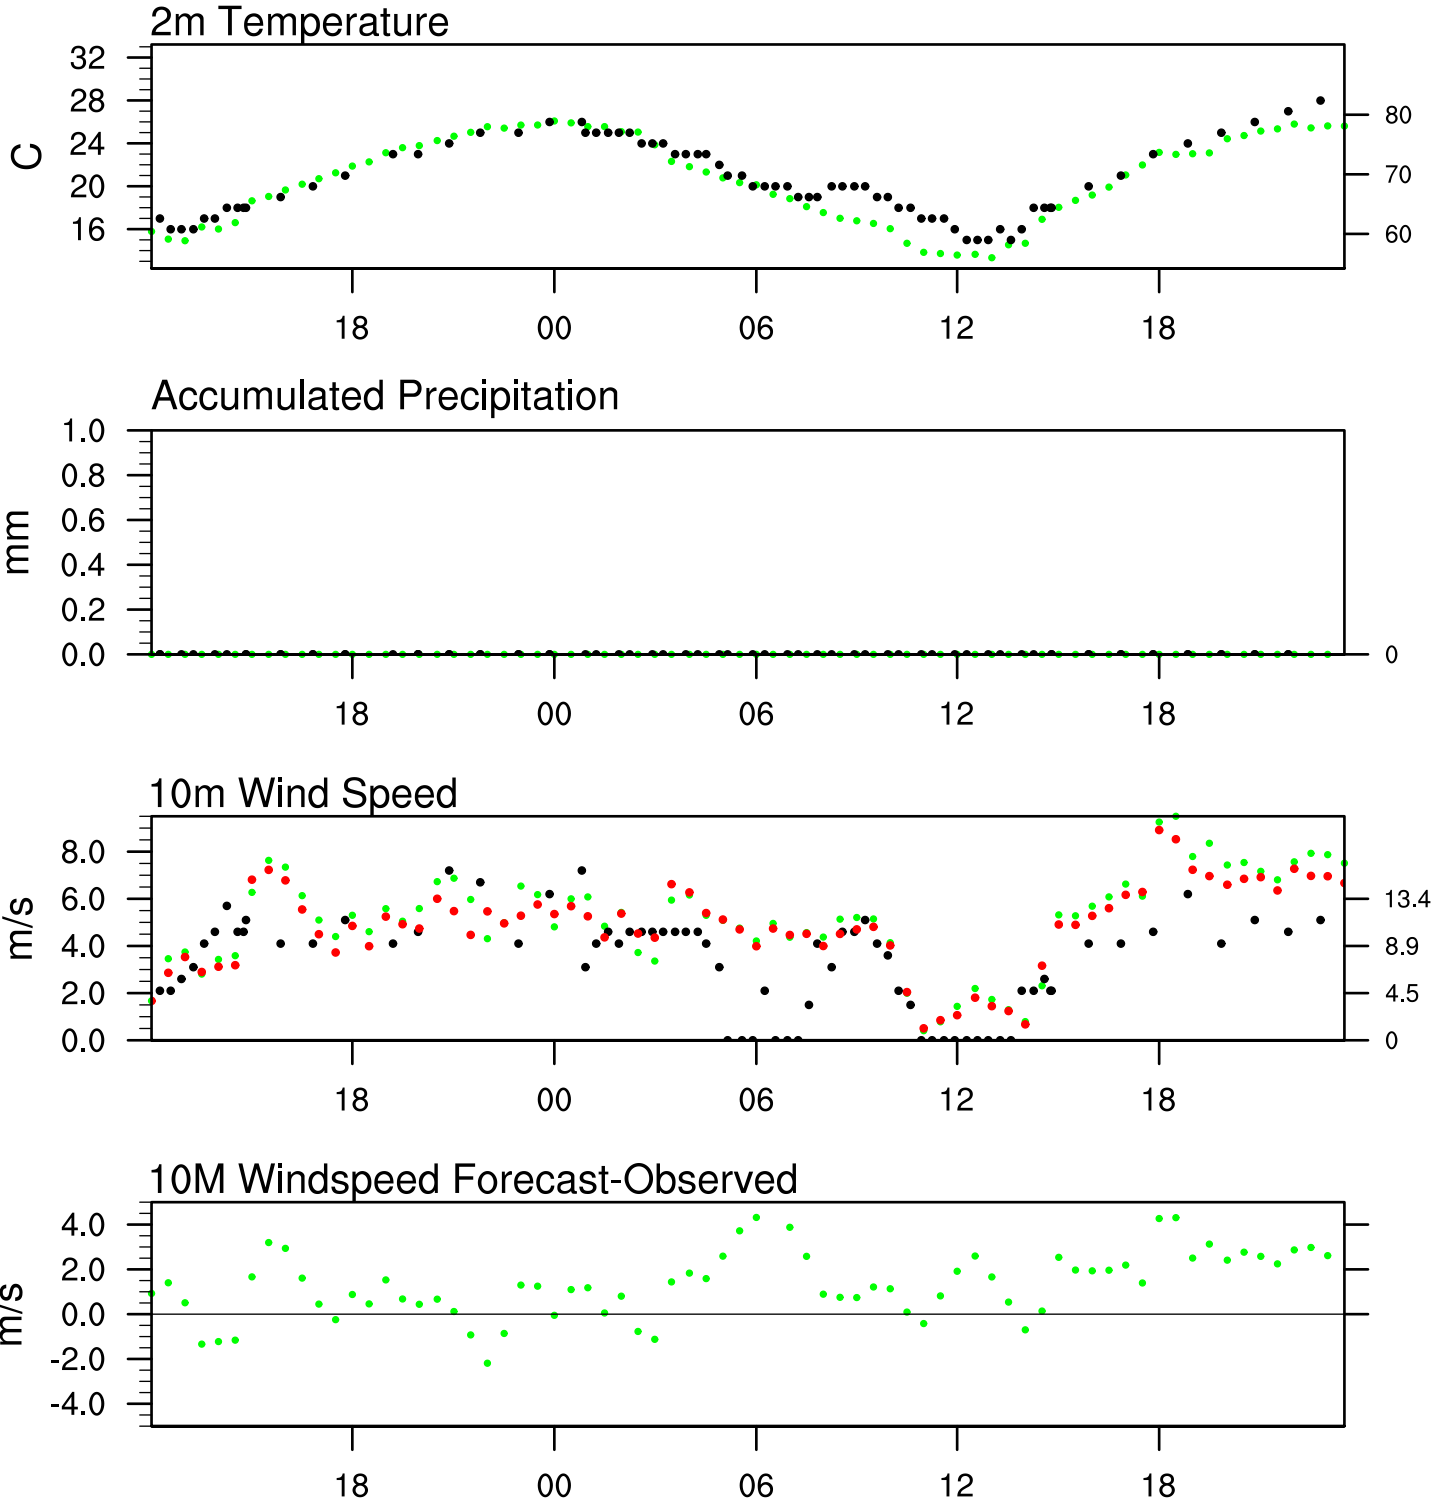 2m Temperature
32
28
24
20
16
C
80
70
60
18 00 06 12 18
Accumulated Precipitation
1.0
0.8
0.6
0.4
0.2
0.0
mm
0
18 00 06 12 18
10m Wind Speed
8.0
6.0
4.0
2.0
0.0
m/s
13.4
8.9
4.5
0
18 00 06 12 18
10M Windspeed Forecast-Observed
4.0
2.0
0.0
-2.0
-4.0
m/s
18 00 06 12 18